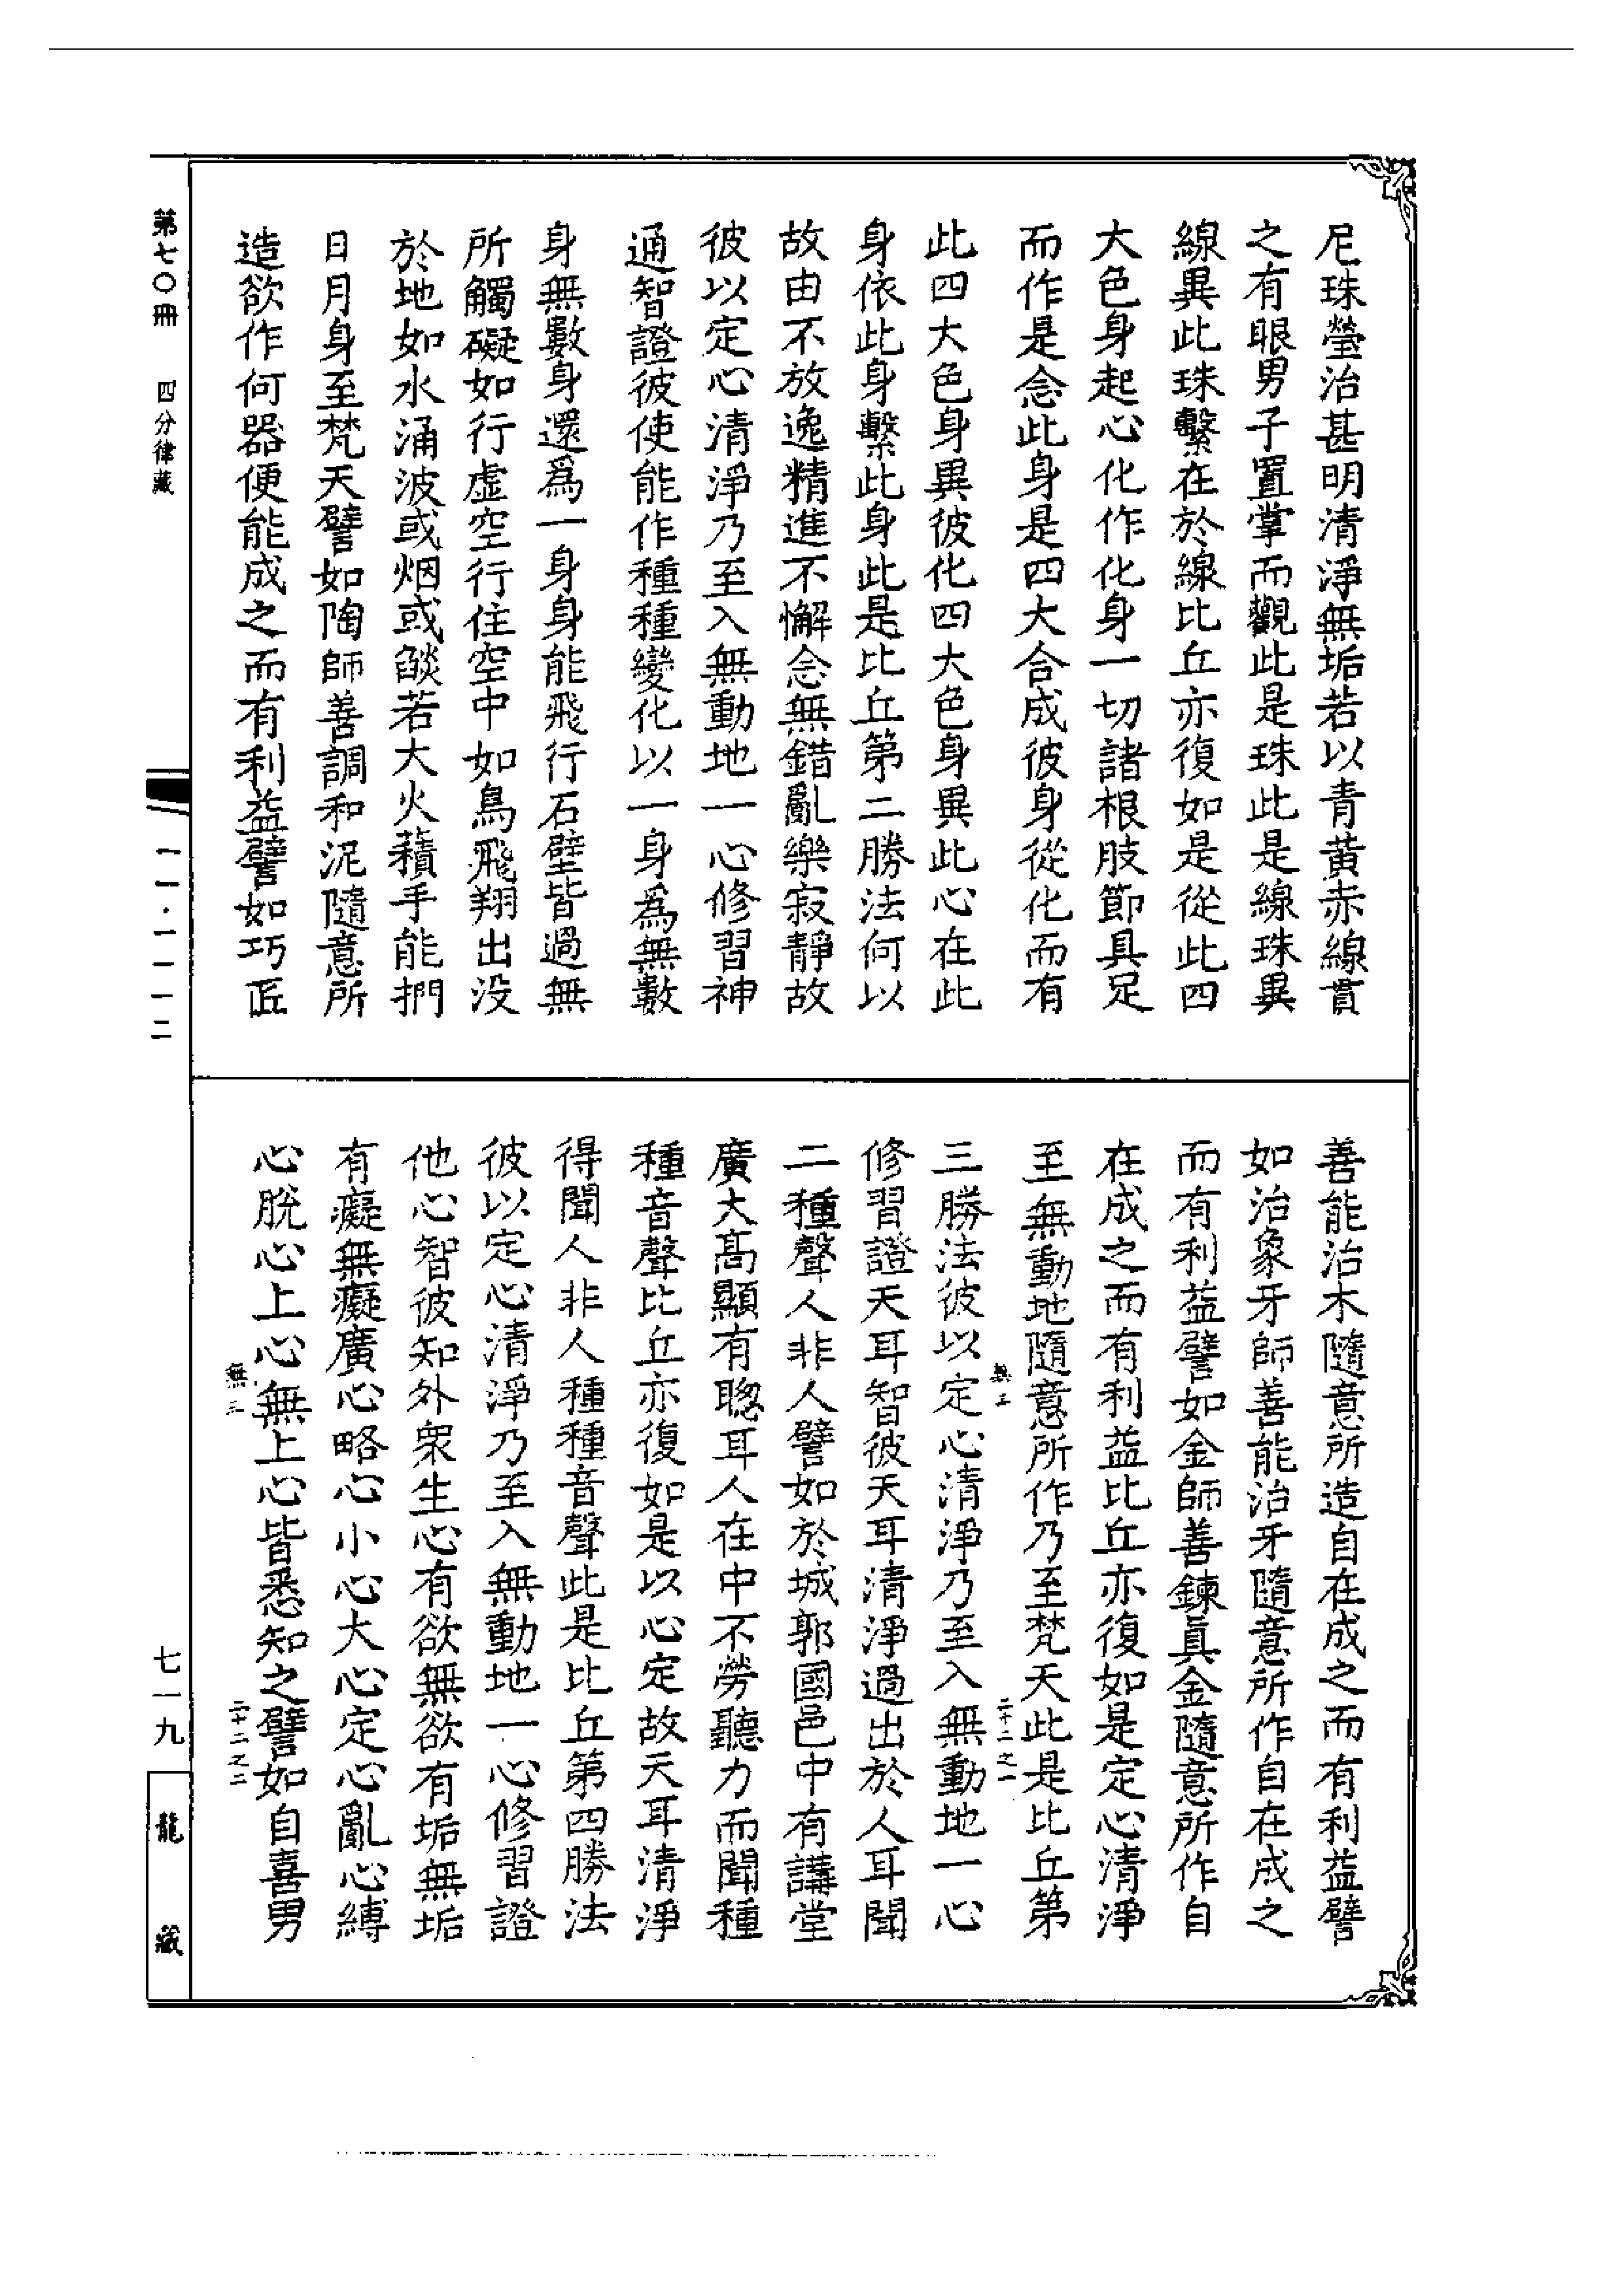 尼珠瑩治甚明清淨無垢若以青黃赤線貫
之有眼男子置掌而觀此是珠此是線珠異
線異此珠繫在於線比丘亦復如是從此四
大色身起心化作化身一切諸根肢節具足
而作是念此身是四大合成彼身從化而有
此四大色身異彼化四大色身異此心在此
身依此身繫此身此是比丘第二勝法何以
故由不放逸精進不懈念無錯亂樂寂靜故
彼以定心清淨乃至入無動地一心修習神
通智證彼使能作種種變化以一身為無數
身無數身還為一身身能飛行石壁皆過無
所觸礙如行虛空行住空中如鳥飛翔出沒
於地如水涌波或烟或燄若大火積手能捫
日月身至梵天譬如陶師善調和泥隨意所
造欲作何器便能成之而有利益譬如巧匠
善能治木隨意所造自在成之而有利益譬
如治象牙師善能治牙隨意所作自在成之
而有利益譬如金師善鍊真金隨意所作自
在成之而有利益比丘亦復如是定心清淨
至無動地隨意所作乃至梵天此是比丘第
無三 二十二之一
三勝法彼以定心清淨乃至入無動地一心
修習證天耳智彼天耳清淨過出於人耳聞
二種聲人非人譬如於城郭國邑中有講堂
廣大高顯有聰耳人在中不勞聽力而聞種
種音聲比丘亦復如是以心定故天耳清淨
得聞人非人種種音聲此是比丘第四勝法
彼以定心清淨乃至入無動地一心修習證
他心智彼知外眾生心有欲無欲有垢無垢
有癡無癡廣心略心小心大心定心亂心縛
心脫心上心無上心皆悉知之譬如自喜男
無三 二十二之二
第七〇冊 四分律藏
一一·一一一二
七一九
龍藏